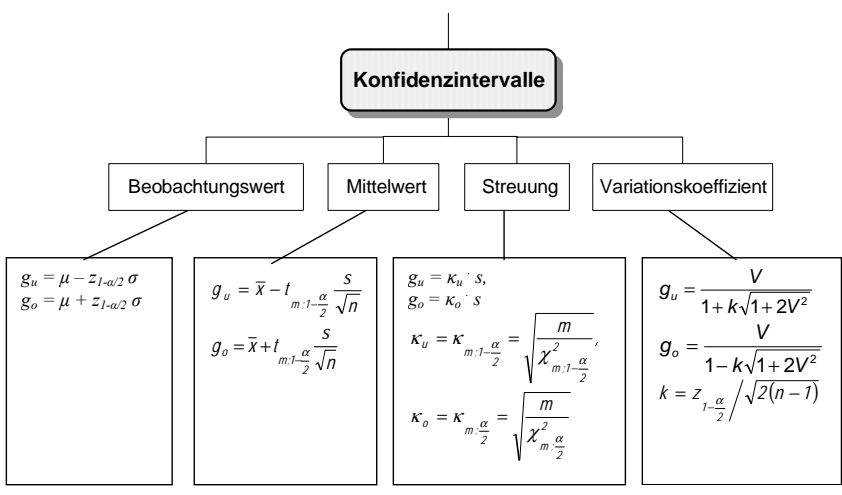 Konfidenzintervalle
Beobachtungswert
Mittelwert
Streuung
Variationskoeffizient
g_u = μ – z_{1-α/2} σ
g_o = μ + z_{1-α/2} σ
g_u = x̅ − t_{m;1−α/2} s/√n
g_o = x̅ + t_{m;1−α/2} s/√n
g_u = κ_u · s,
g_o = κ_o · s
κ_u = κ_{m;1−α/2} = √(m/χ²_{m;1−α/2}),
κ_o = κ_{m;α/2} = √(m/χ²_{m;α/2})
g_u = V/(1+k√(1+2V²))
g_o = V/(1−k√(1+2V²))
k = z_{1−α/2}/√(2(n−1))